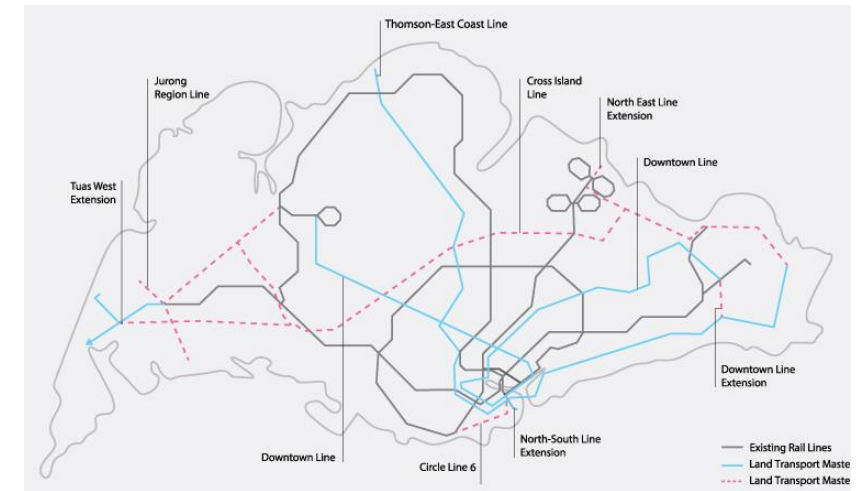 Thomson-East Coast Line
Jurong
Region Line
Cross Island
Line
North East Line
Extension
Downtown Line
Tuas West
Extension
Downtown Line
Extension
North-South Line
Extension
Downtown Line
Circle Line 6
Existing Rail Lines
Land Transport Maste
Land Transport Maste